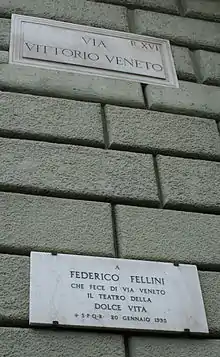 VIA R. XVI
VITTORIO VENETO
A
FEDERICO FELLINI
CHE FECE DI VIA VENETO
IL TEATRO DELLA
DOLCE VITA
S.P.Q.R. 20 GENNAIO 1995